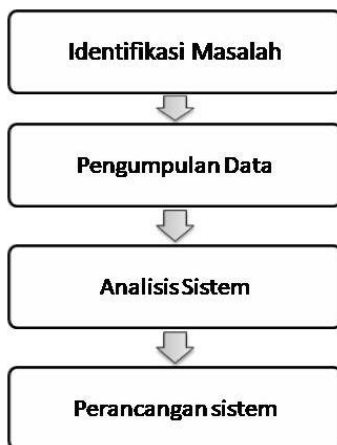 Identifikasi Masalah
Pengumpulan Data
Analisis Sistem
Perancangan sistem